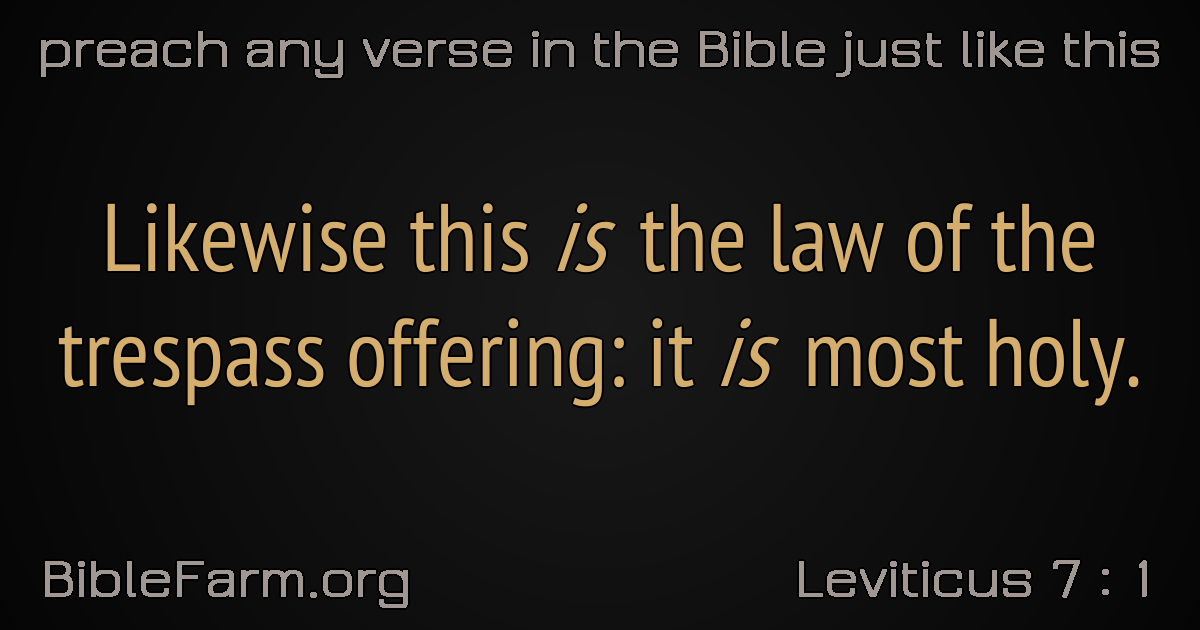 preach any verse in the Bible just like this
Likewise this is the law of the
trespass offering: it is most holy.
BibleFarm.org
Leviticus 7 : 1